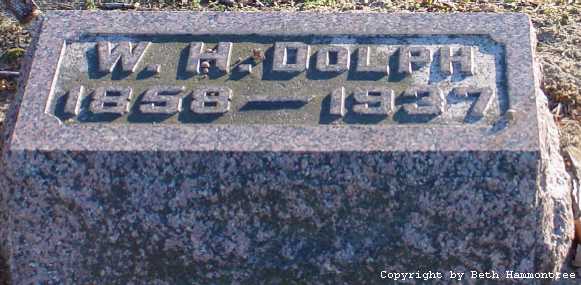 W. H. DOLPH
1858 — 1937
Copyright by Beth Hammontree